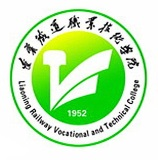 辽宁铁道职业技术学院
1952
Liaoning Railway Vocational and Technical College